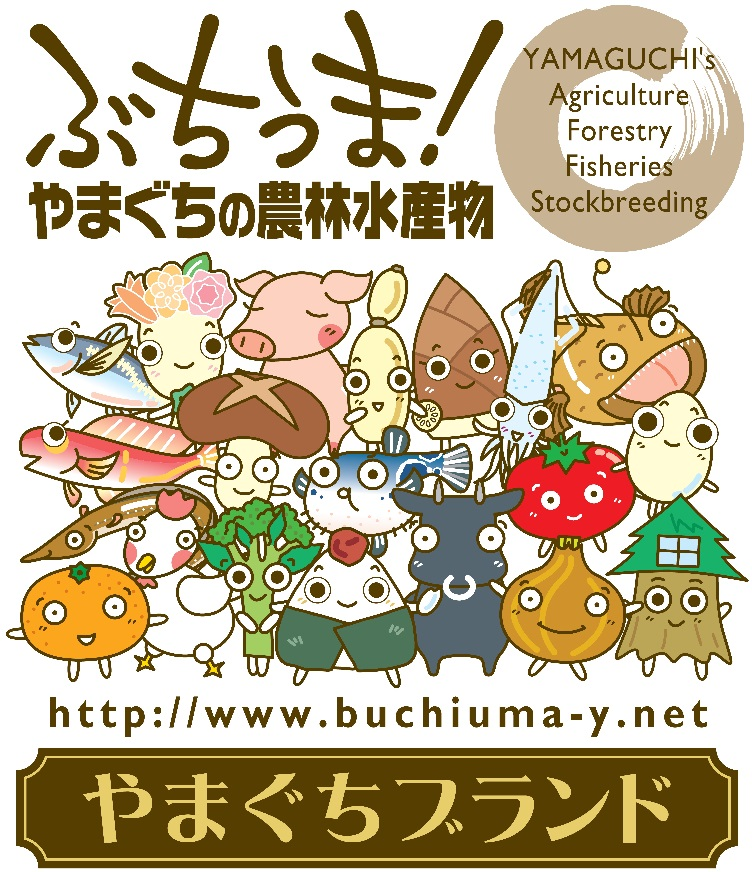 ぶちうま!
やまぐちの農林水産物
YAMAGUCHI's
Agriculture
Forestry
Fisheries
Stockbreeding
http://www.buchiuma-y.net
やまぐちブランド